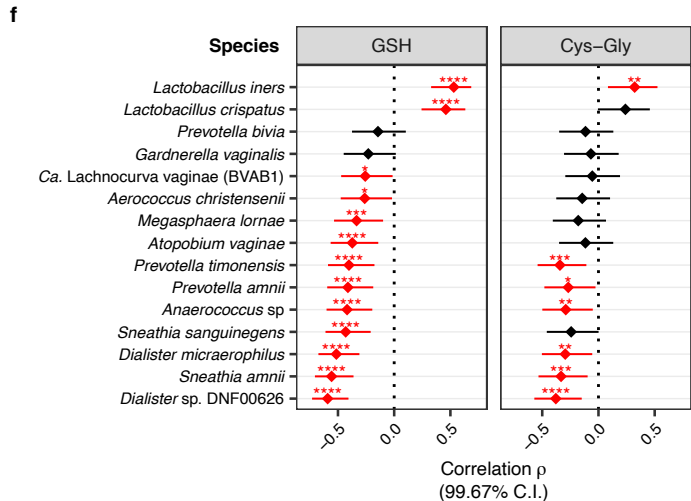 f
Species GSH Cys–Gly
Lactobacillus iners **** **
Lactobacillus crispatus ****
Prevotella bivia
Gardnerella vaginalis
Ca. Lachnocurva vaginae (BVAB1) *
Aerococcus christensenii *
Megasphaera lornae ***
Atopobium vaginae ****
Prevotella timonensis **** ***
Prevotella amnii **** *
Anaerococcus sp **** **
Sneathia sanguinegens ****
Dialister micraerophilus **** **
Sneathia amnii **** ***
Dialister sp. DNF00626 **** ****
−0.5 0.0 0.5 −0.5 0.0 0.5
Correlation ρ
(99.67% C.I.)